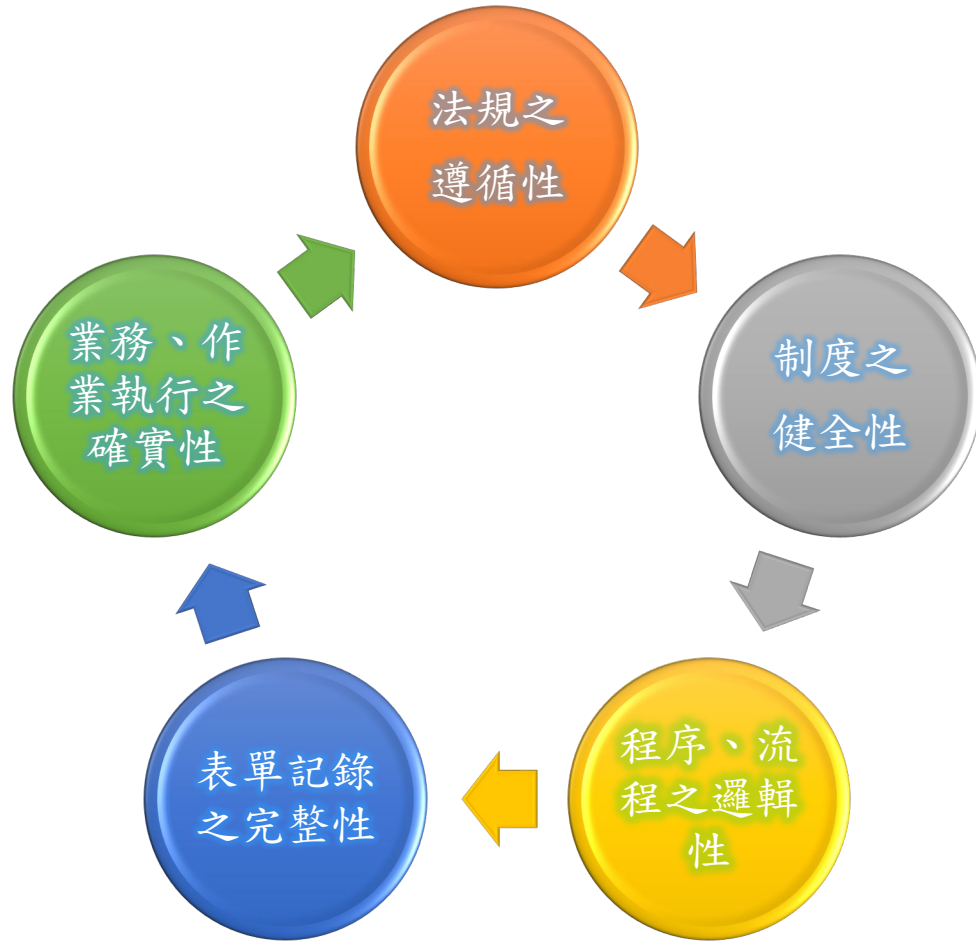 法規之
遵循性
制度之
健全性
程序、流
程之邏輯
性
表單記錄
之完整性
業務、作
業執行之
確實性